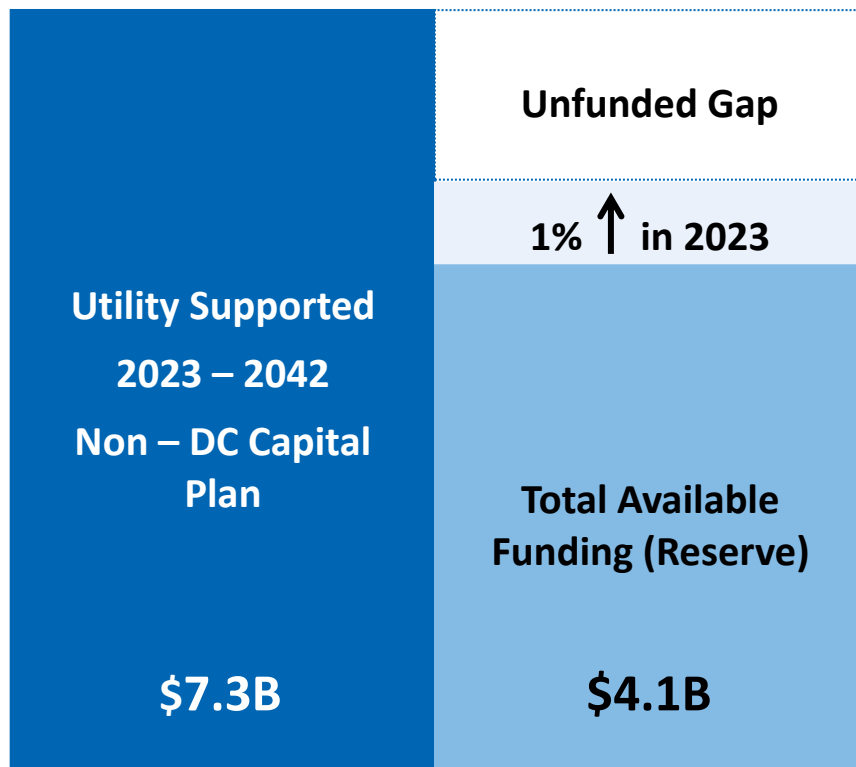 Utility Supported
2023 – 2042
Non – DC Capital
Plan
$7.3B
Unfunded Gap
1% ↑ in 2023
Total Available
Funding (Reserve)
$4.1B